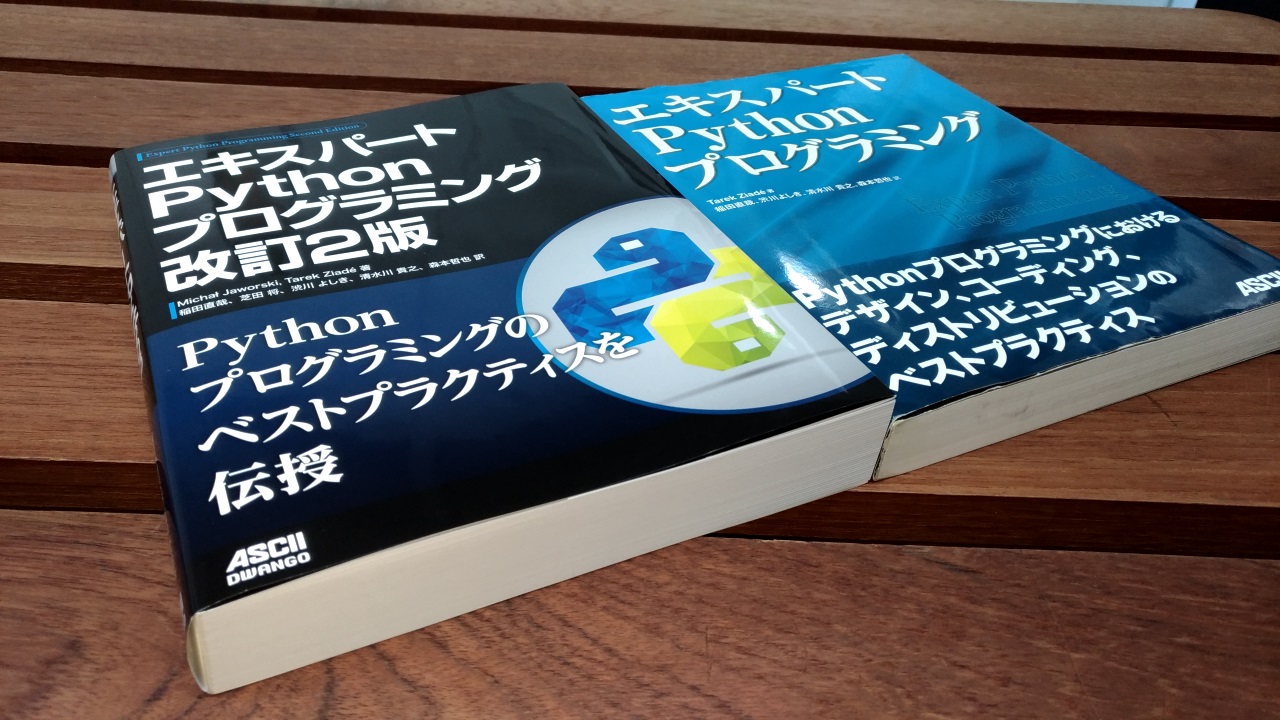 Expert Python Programming Second Edition
エキスパート
Python
プログラミング
改訂2版
Michał Jaworski, Tarek Ziadé 著
稲田直哉、芝田 将、渋川 よしき、清水川 貴之、森本哲也 訳
Python
プログラミングの
ベストプラクティスを
伝授
ASCII
DWANGO
エキスパート
Python
プログラミング
Tarek Ziadé 著
稲田直哉、渋川よしき、清水川 貴之、森本哲也 訳
Pythonプログラミングにおける
デザイン、コーディング、
ディストリビューションの
ベストプラクティス
ASCII